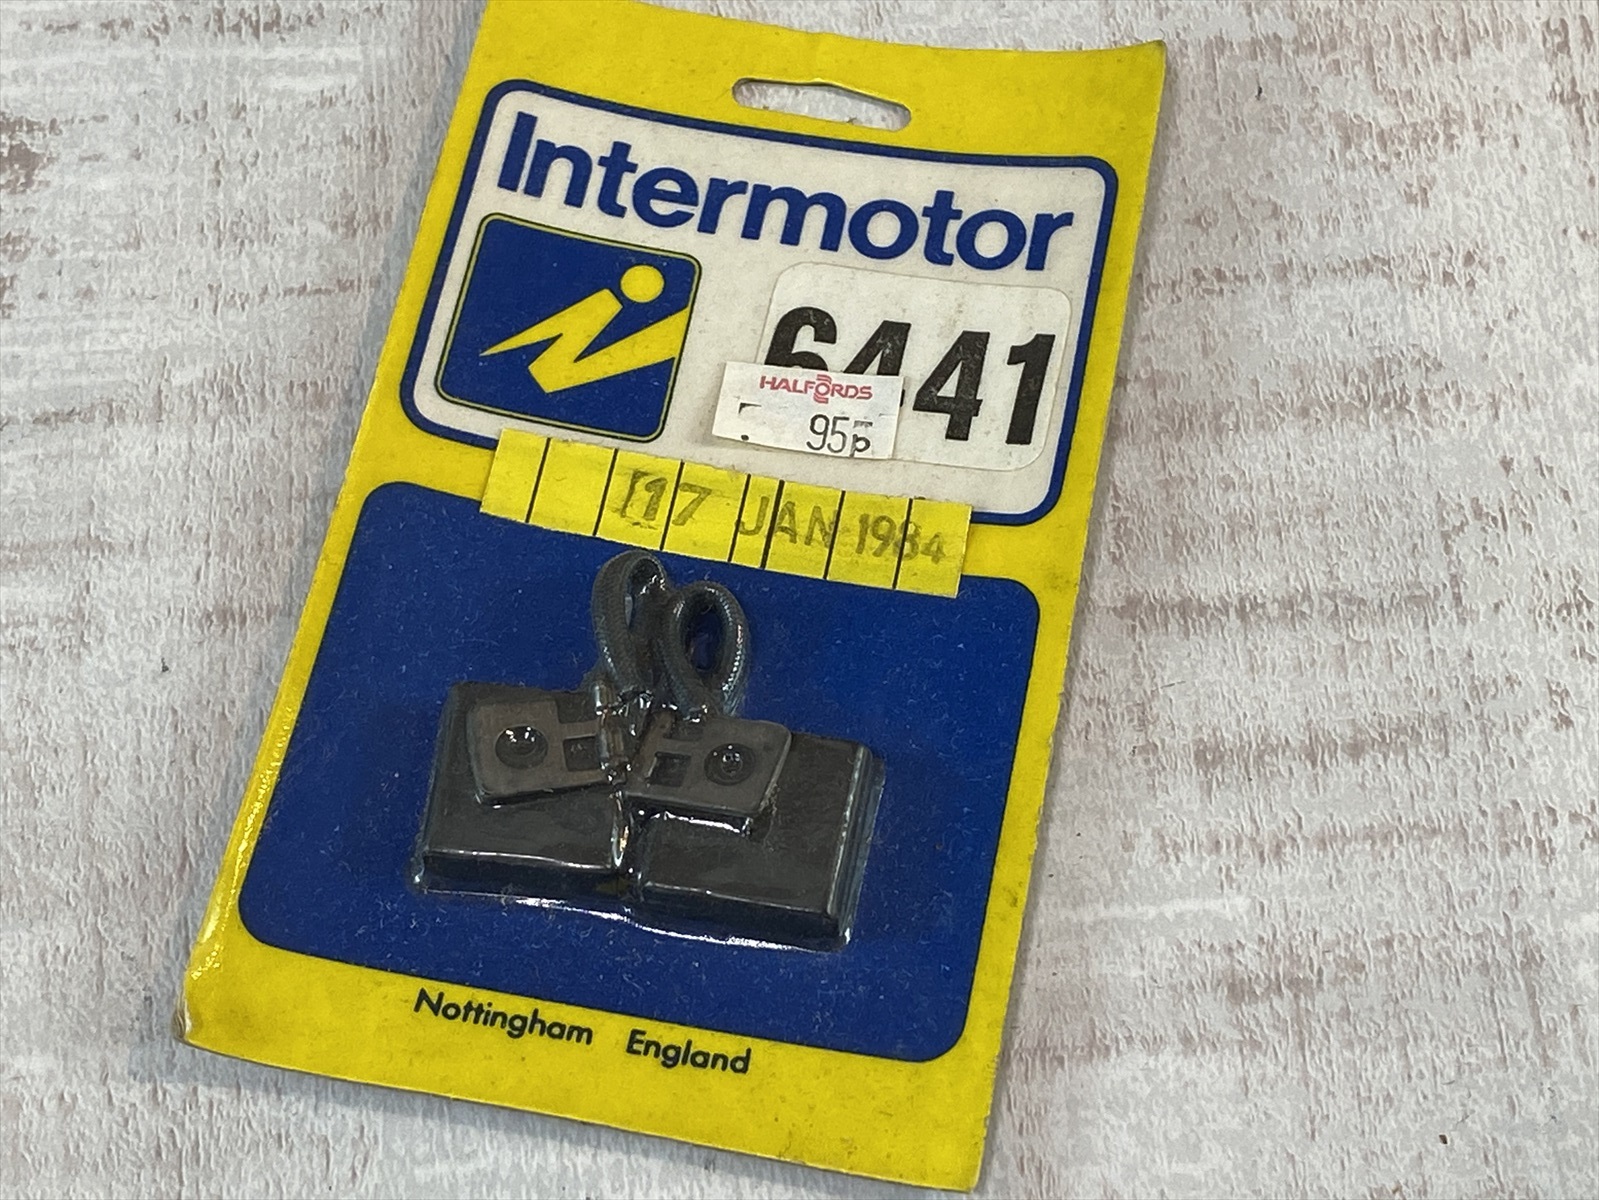 Intermotor
6441
HALFORDS
95p
17 JAN 1984
Nottingham England